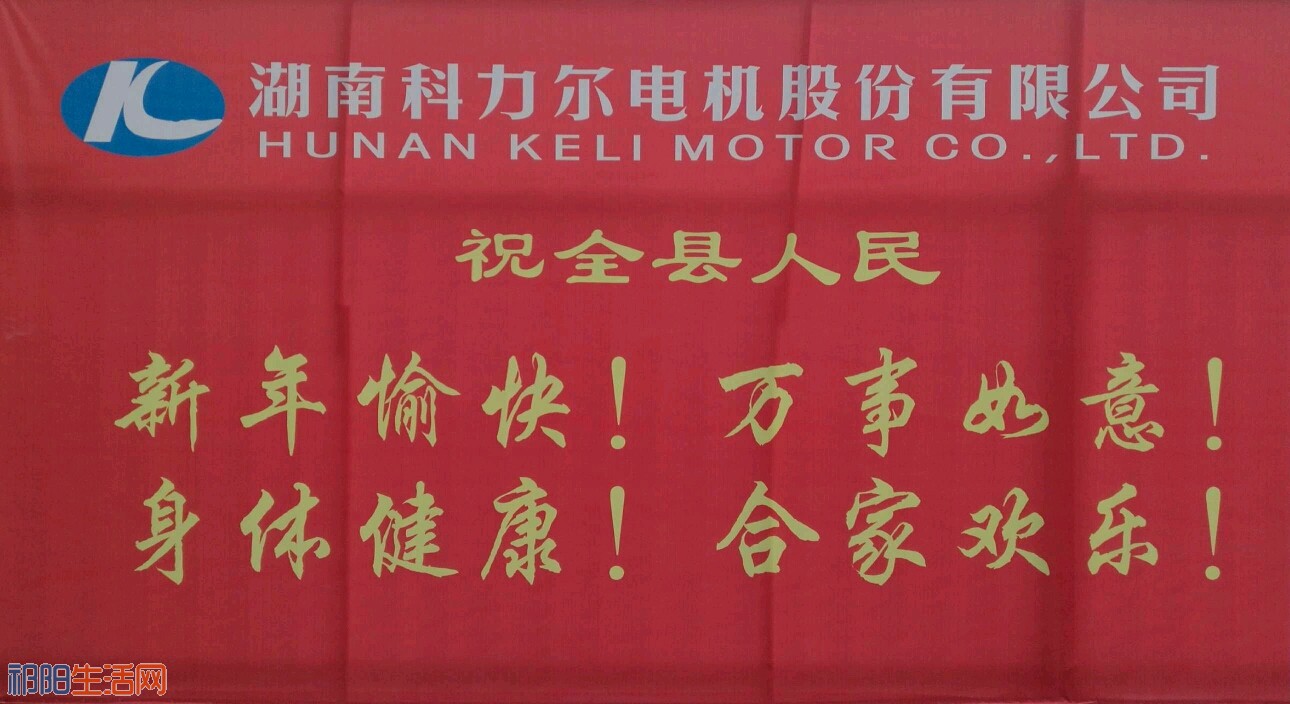 湖南科力尔电机股份有限公司
HUNAN KELI MOTOR CO.,LTD.
祝全县人民
新年愉快！万事如意！
身体健康！合家欢乐！
祁阳生活网